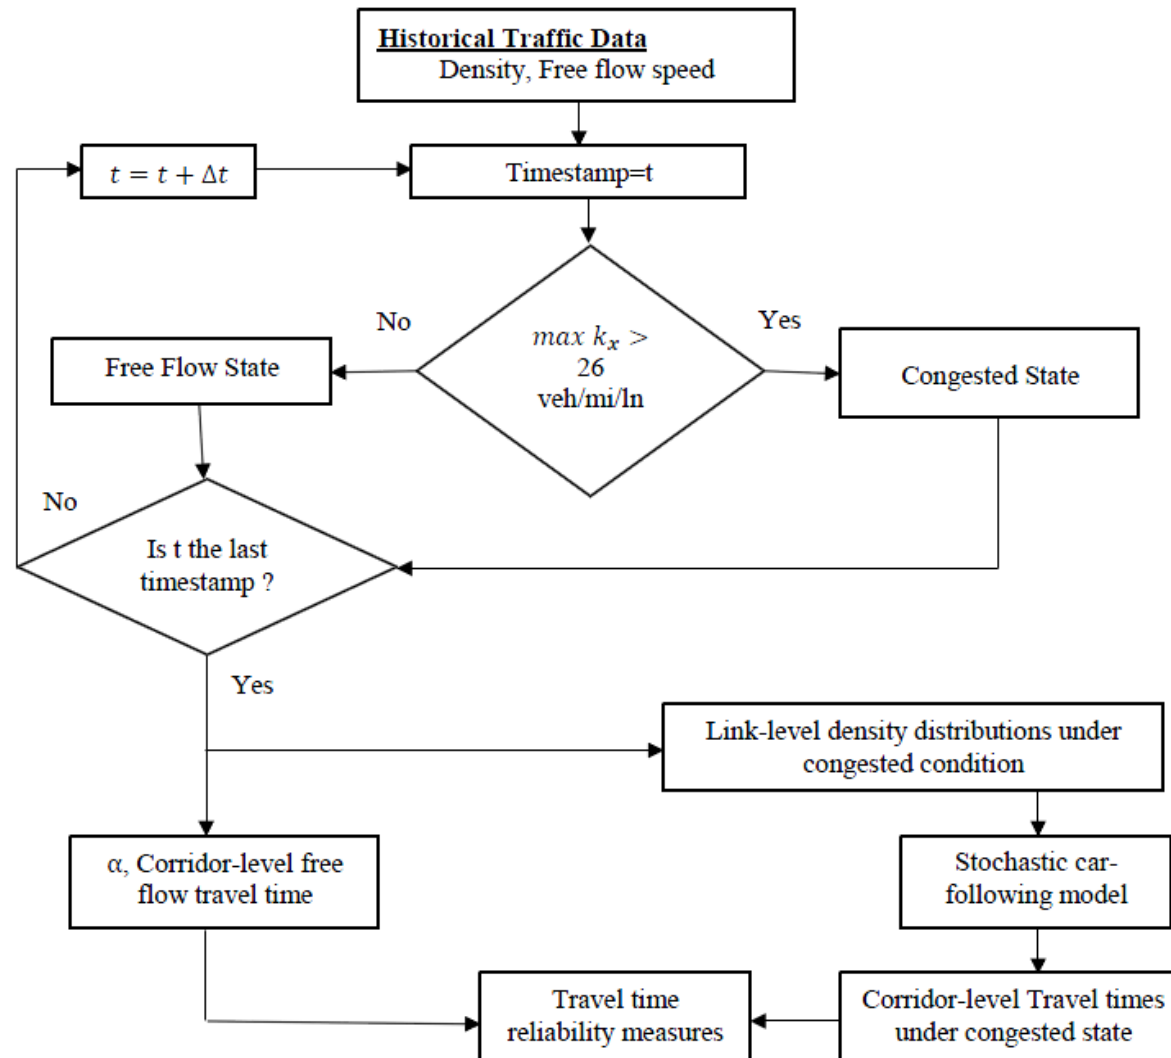 Historical Traffic Data
Density, Free flow speed
t = t + Δt
Timestamp=t
No
Yes
max kₓ >
26
veh/mi/ln
Free Flow State
Congested State
No
Is t the last
timestamp ?
Yes
Link-level density distributions under
congested condition
α, Corridor-level free
flow travel time
Stochastic car-
following model
Travel time
reliability measures
Corridor-level Travel times
under congested state